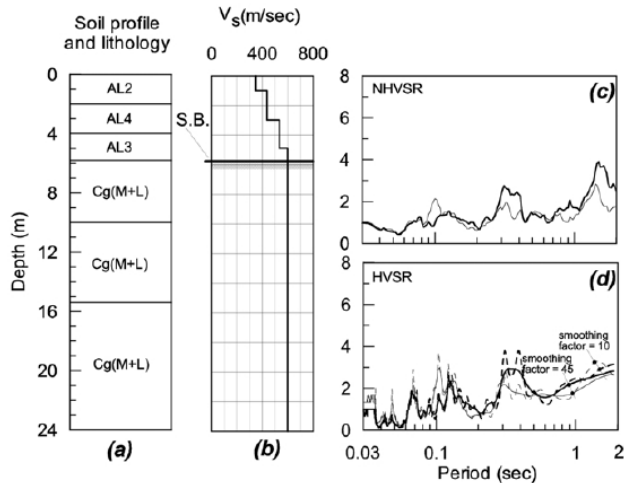 Soil profile
and lithology
V_s(m/sec)
0 400 800
0
4
8
12
16
20
24
Depth (m)
AL2
AL4
AL3
Cg(M+L)
Cg(M+L)
Cg(M+L)
S.B.
(a)
(b)
NHVSR
(c)
8
6
4
2
0
HVSR
(d)
8
6
4
2
0
smoothing
factor = 10
smoothing
factor = 45
0.03 0.1 1 2
Period (sec)